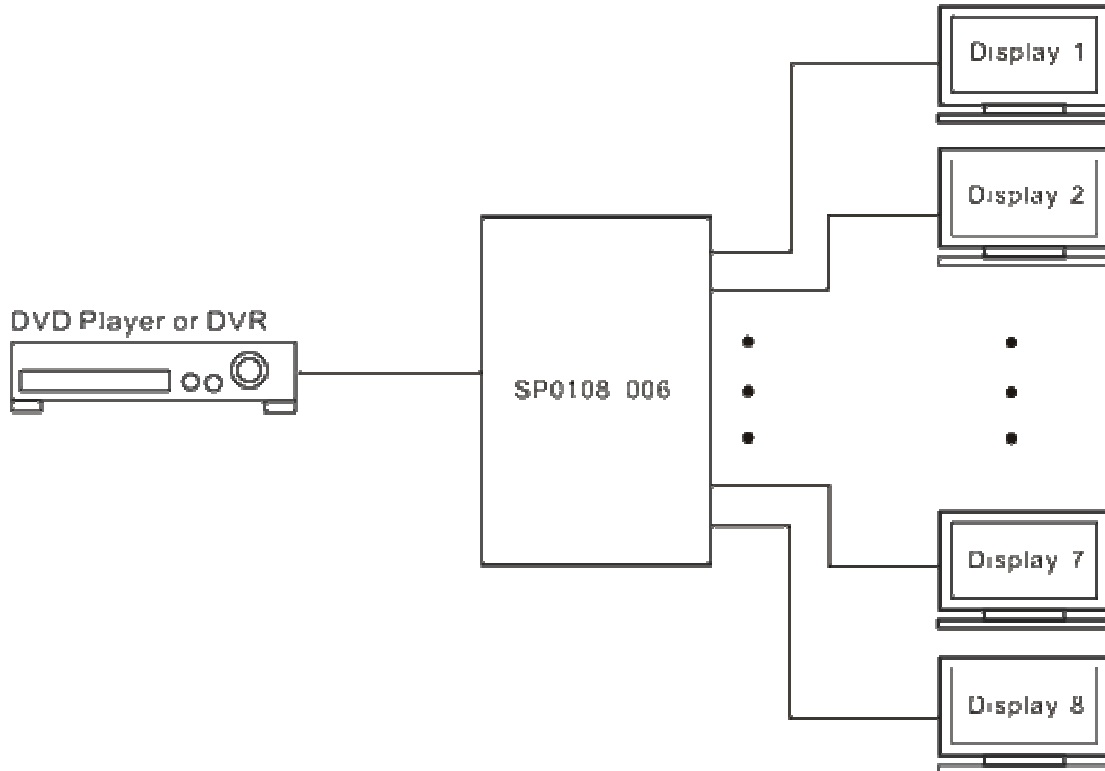 Display 1
Display 2
DVD Player or DVR
SP0108 006
Display 7
Display 8